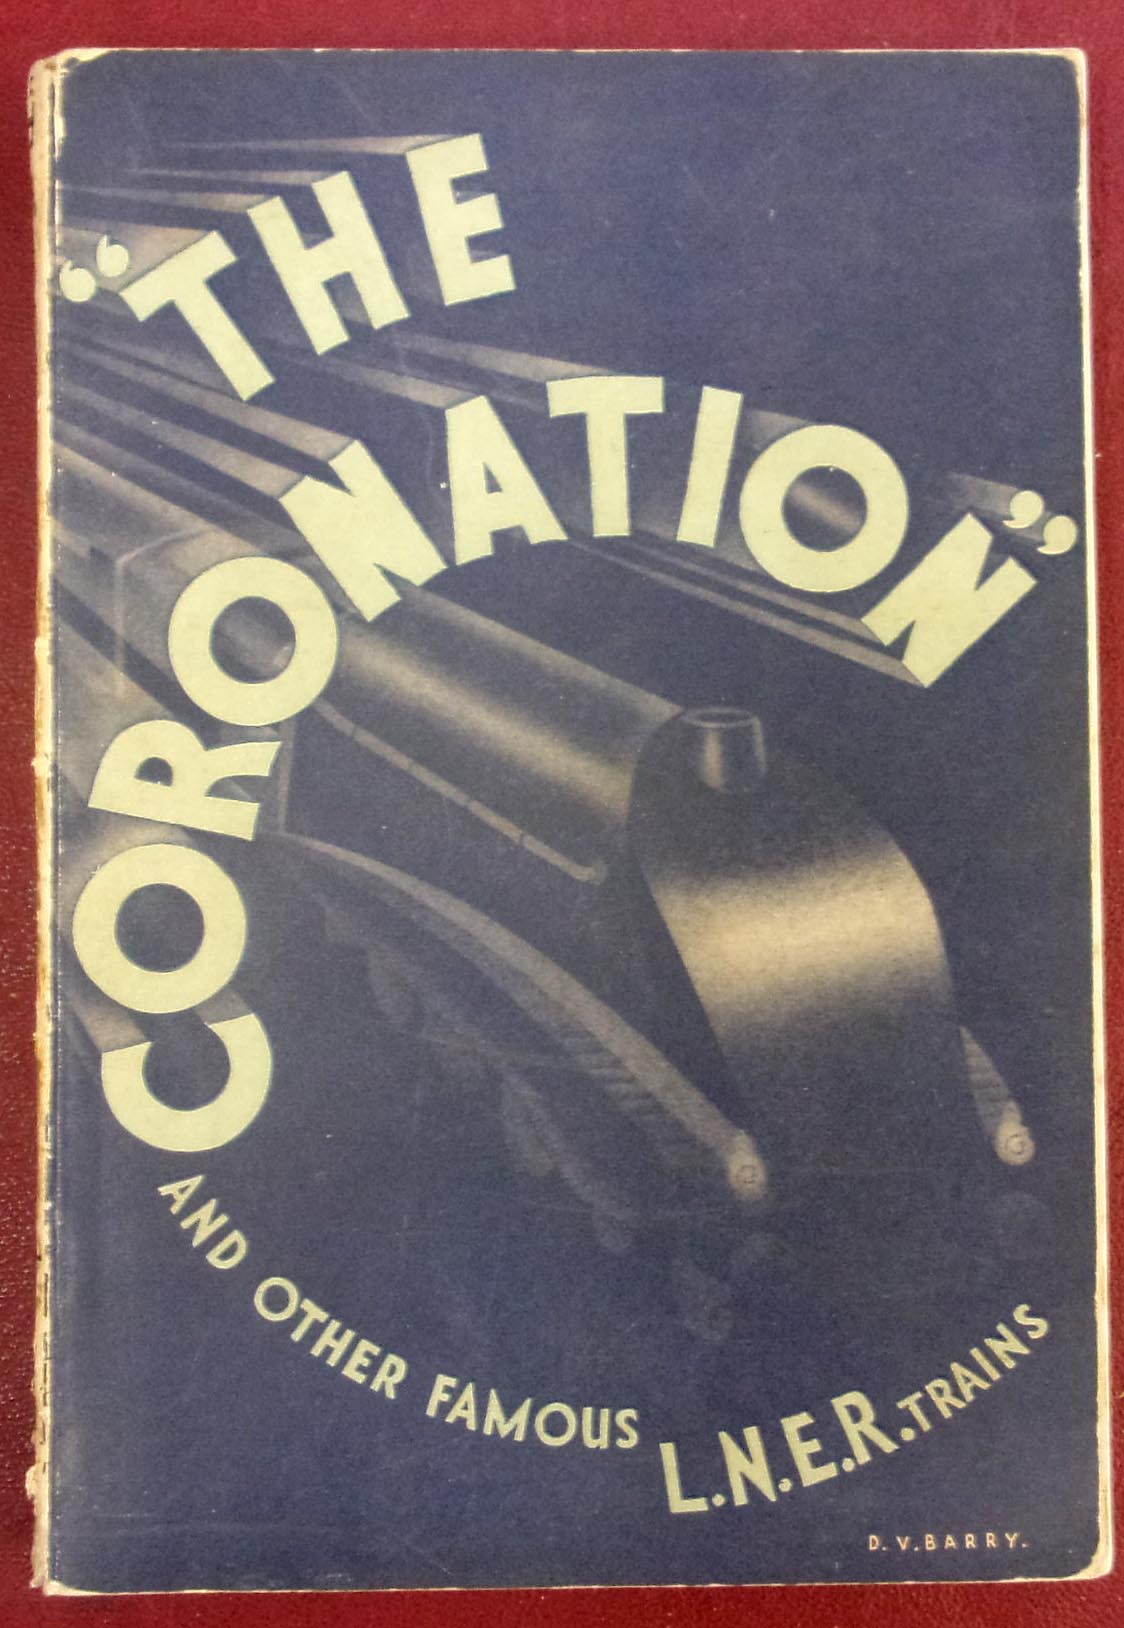 “THE
CORONATION”
AND OTHER FAMOUS L.N.E.R. TRAINS
D. V. BARRY.